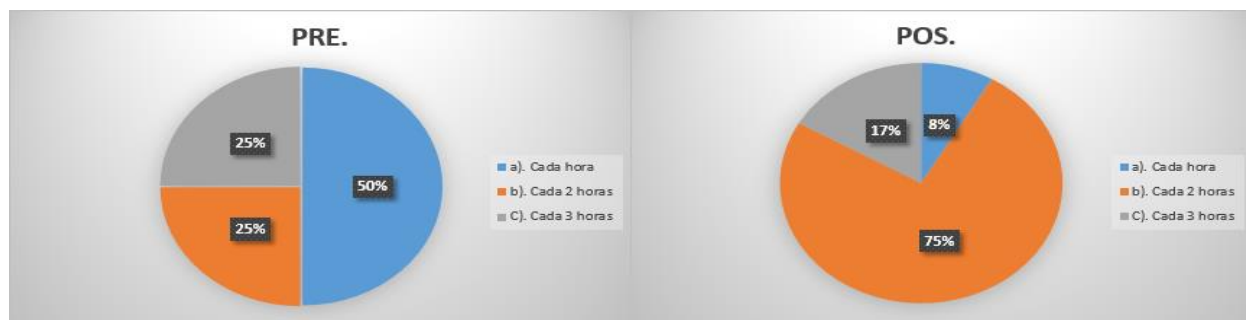 PRE.
25%
50%
25%
a). Cada hora
b). Cada 2 horas
C). Cada 3 horas
POS.
17%
8%
75%
a). Cada hora
b). Cada 2 horas
C). Cada 3 horas